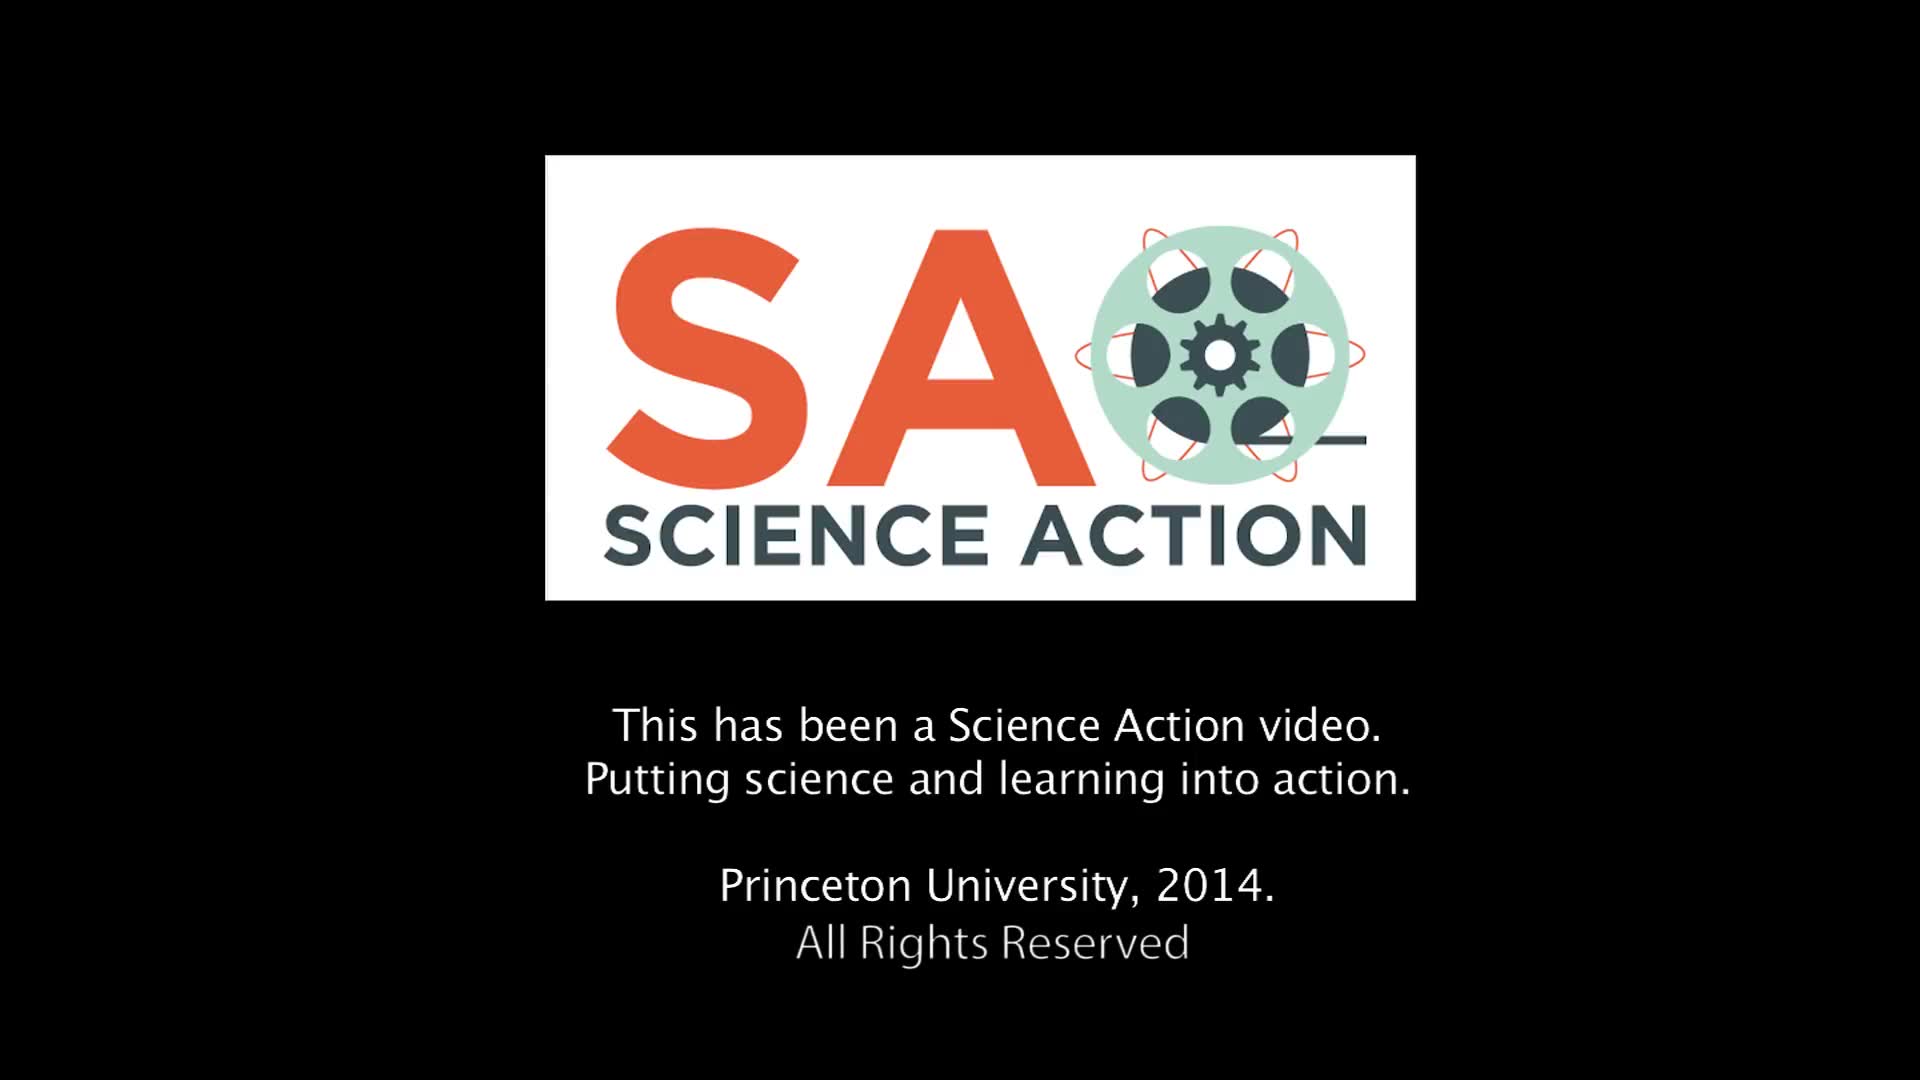 SA
SCIENCE ACTION
This has been a Science Action video.
Putting science and learning into action.
Princeton University, 2014.
All Rights Reserved